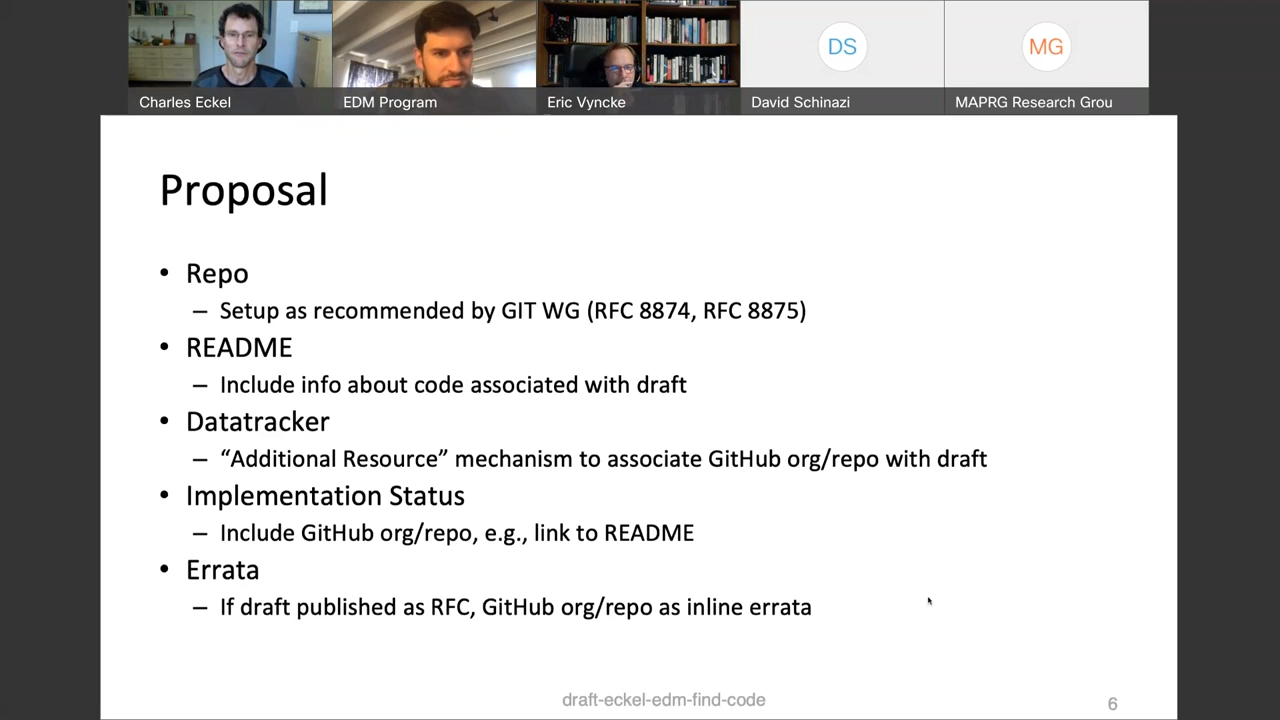 DS
MG
Charles Eckel
EDM Program
Eric Vyncke
David Schinazi
MAPRG Research Grou
Proposal
• Repo
– Setup as recommended by GIT WG (RFC 8874, RFC 8875)
• README
– Include info about code associated with draft
• Datatracker
– “Additional Resource” mechanism to associate GitHub org/repo with draft
• Implementation Status
– Include GitHub org/repo, e.g., link to README
• Errata
– If draft published as RFC, GitHub org/repo as inline errata
draft-eckel-edm-find-code
6